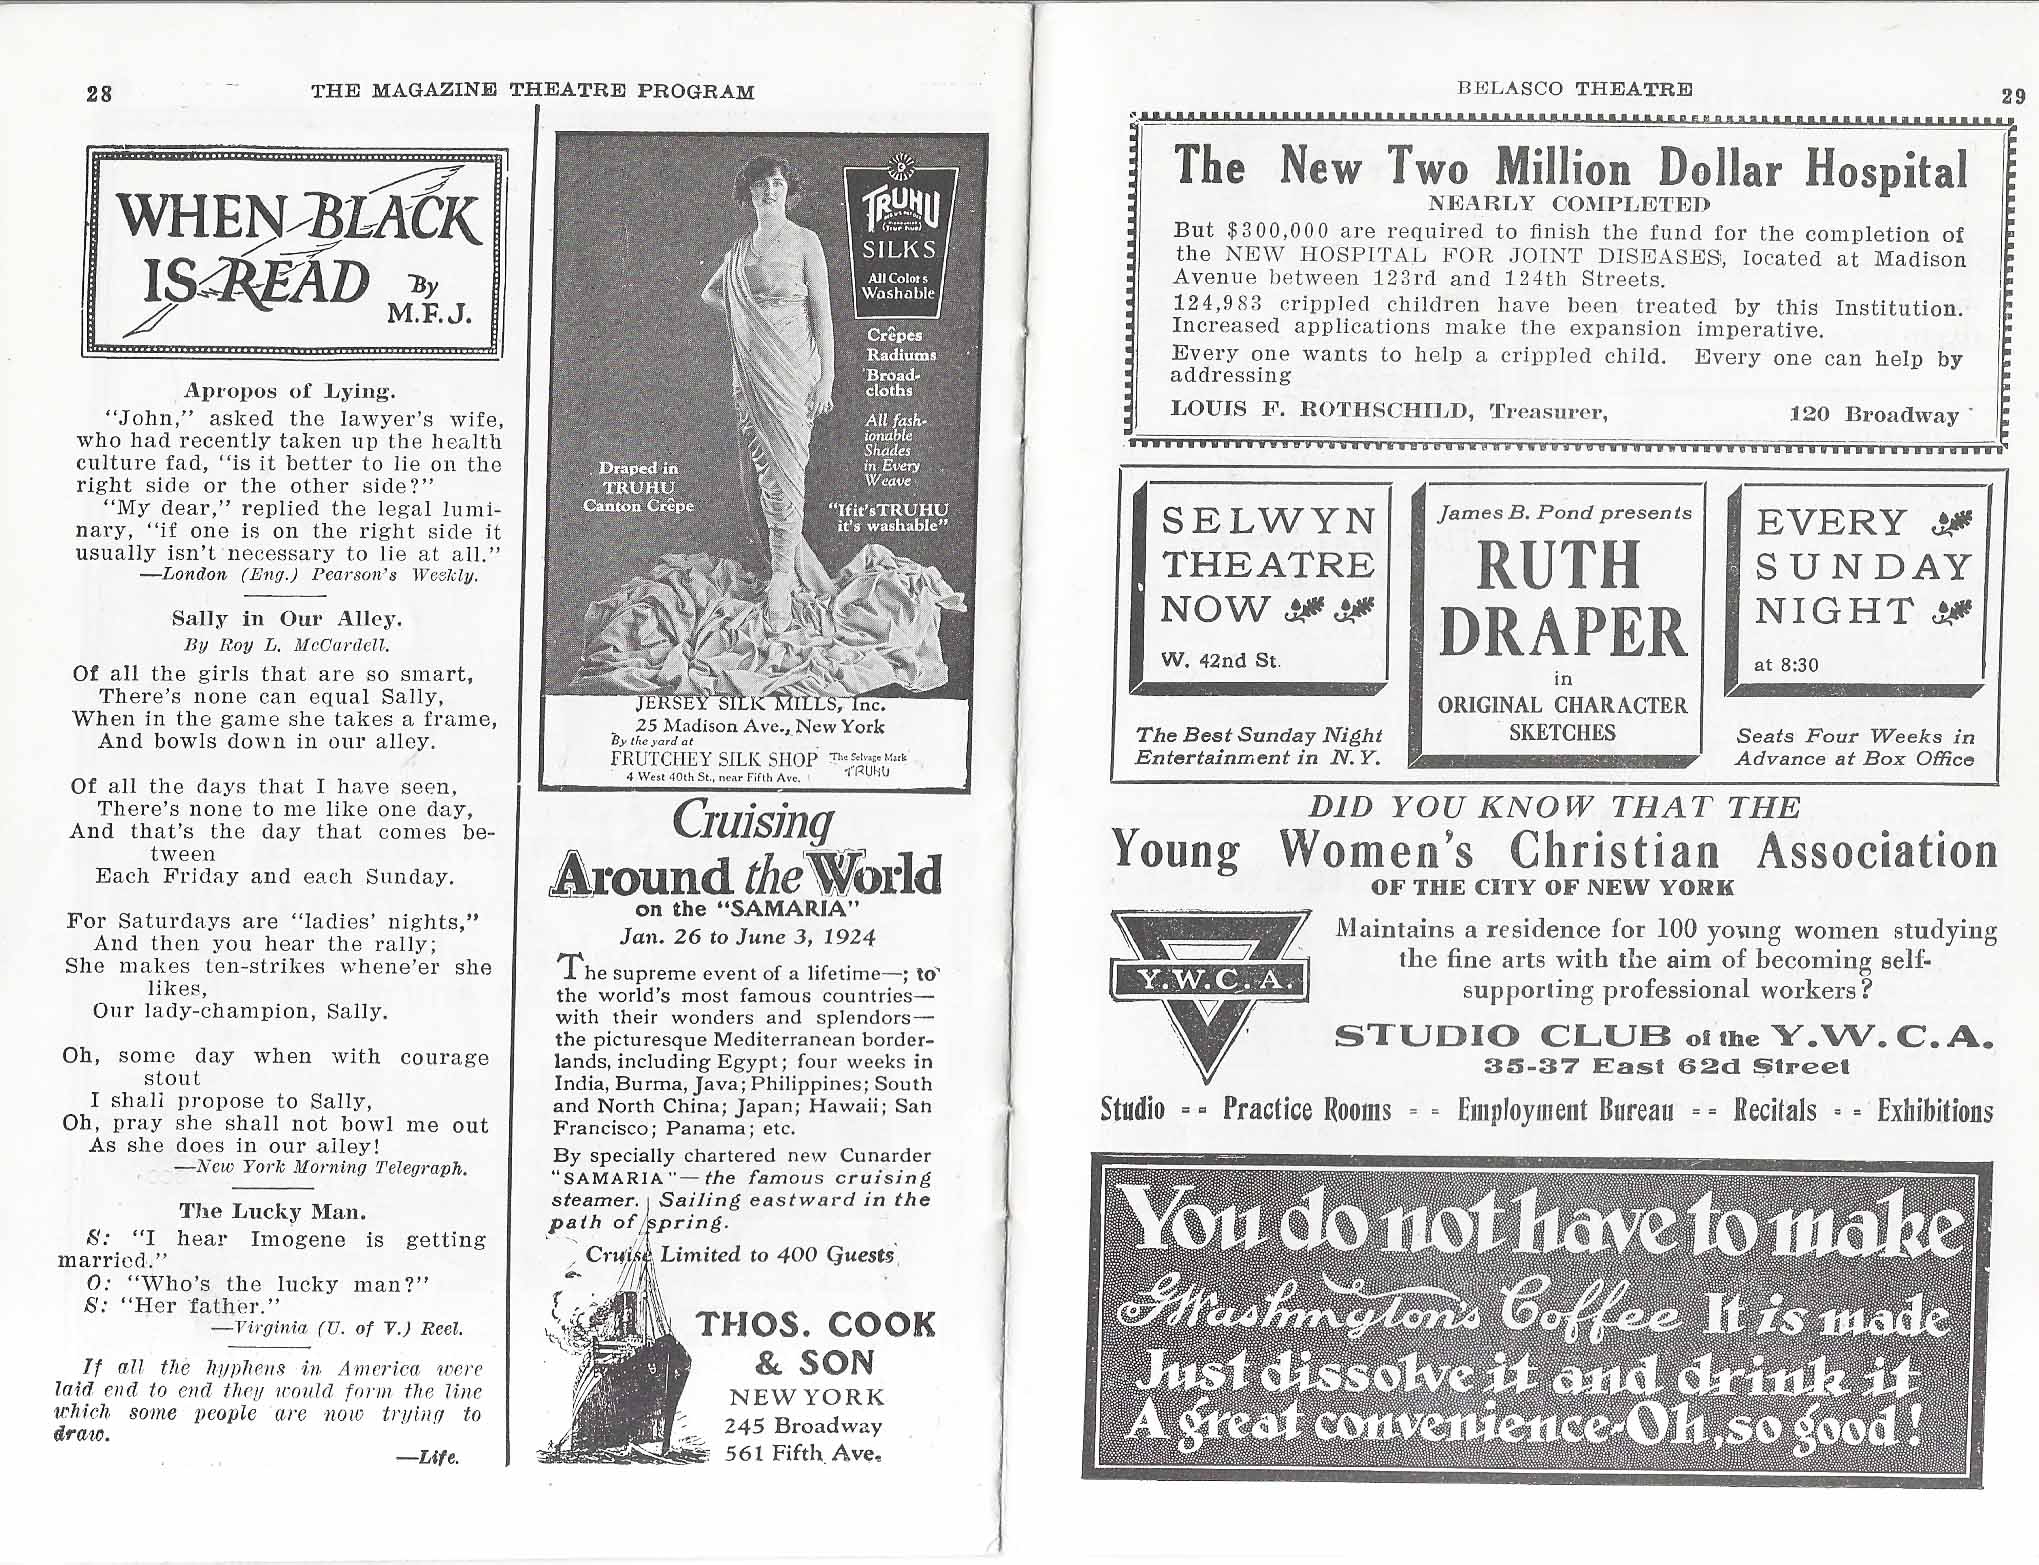 28
THE MAGAZINE THEATRE PROGRAM
WHEN BLACK
IS READ By
M.F.J.
Apropos of Lying.
"John," asked the lawyer's wife,
who had recently taken up the health
culture fad, "is it better to lie on the
right side or the other side?"
"My dear," replied the legal lumi-
nary, "if one is on the right side it
usually isn't necessary to lie at all."
—London (Eng.) Pearson's Weekly.
Sally in Our Alley.
By Roy L. McCardell.
Of all the girls that are so smart,
There's none can equal Sally,
When in the game she takes a frame,
And bowls down in our alley.
Of all the days that I have seen,
There's none to me like one day,
And that's the day that comes be-
tween
Each Friday and each Sunday.
For Saturdays are "ladies' nights,"
And then you hear the rally;
She makes ten-strikes whene'er she
likes,
Our lady-champion, Sally.
Oh, some day when with courage
stout
I shall propose to Sally,
Oh, pray she shall not bowl me out
As she does in our alley!
—New York Morning Telegraph.
The Lucky Man.
S: "I hear Imogene is getting
married."
O: "Who's the lucky man?"
S: "Her father."
—Virginia (U. of V.) Reel.
If all the hyphens in America were
laid end to end they would form the line
which some people are now trying to
draw.
—Life.
TRUHU
SILKS
All Colors
Washable
Crêpes
Radiums
Broad-
cloths
All fash-
ionable
Shades
in Every
Weave
"If it's TRUHU
it's washable"
Draped in
TRUHU
Canton Crêpe
JERSEY SILK MILLS, Inc.
25 Madison Ave., New York
By the yard at
FRUTCHEY SILK SHOP
4 West 40th St., near Fifth Ave.
The Selvage Mark
TRUHU
Cruising
Around the World
on the "SAMARIA"
Jan. 26 to June 3, 1924
The supreme event of a lifetime—; to
the world's most famous countries—
with their wonders and splendors—
the picturesque Mediterranean border-
lands, including Egypt; four weeks in
India, Burma, Java; Philippines; South
and North China; Japan; Hawaii; San
Francisco; Panama; etc.
By specially chartered new Cunarder
"SAMARIA"—the famous cruising
steamer. Sailing eastward in the
path of spring.
Cruise Limited to 400 Guests
THOS. COOK
& SON
NEW YORK
245 Broadway
561 Fifth Ave.
BELASCO THEATRE
29
The New Two Million Dollar Hospital
NEARLY COMPLETED
But $300,000 are required to finish the fund for the completion of
the NEW HOSPITAL FOR JOINT DISEASES, located at Madison
Avenue between 123rd and 124th Streets.
124,983 crippled children have been treated by this Institution.
Increased applications make the expansion imperative.
Every one wants to help a crippled child. Every one can help by
addressing
LOUIS F. ROTHSCHILD, Treasurer, 120 Broadway
SELWYN
THEATRE
NOW
W. 42nd St.
The Best Sunday Night
Entertainment in N. Y.
James B. Pond presents
RUTH
DRAPER
in
ORIGINAL CHARACTER
SKETCHES
EVERY
SUNDAY
NIGHT
at 8:30
Seats Four Weeks in
Advance at Box Office
DID YOU KNOW THAT THE
Young Women's Christian Association
OF THE CITY OF NEW YORK
Y.W.C.A.
Maintains a residence for 100 young women studying
the fine arts with the aim of becoming self-
supporting professional workers?
STUDIO CLUB of the Y.W.C.A.
35-37 East 62d Street
Studio -- Practice Rooms -- Employment Bureau -- Recitals -- Exhibitions
You do not have to make
G Washington's Coffee It is made
Just dissolve it and drink it
A great convenience-Oh, so good!